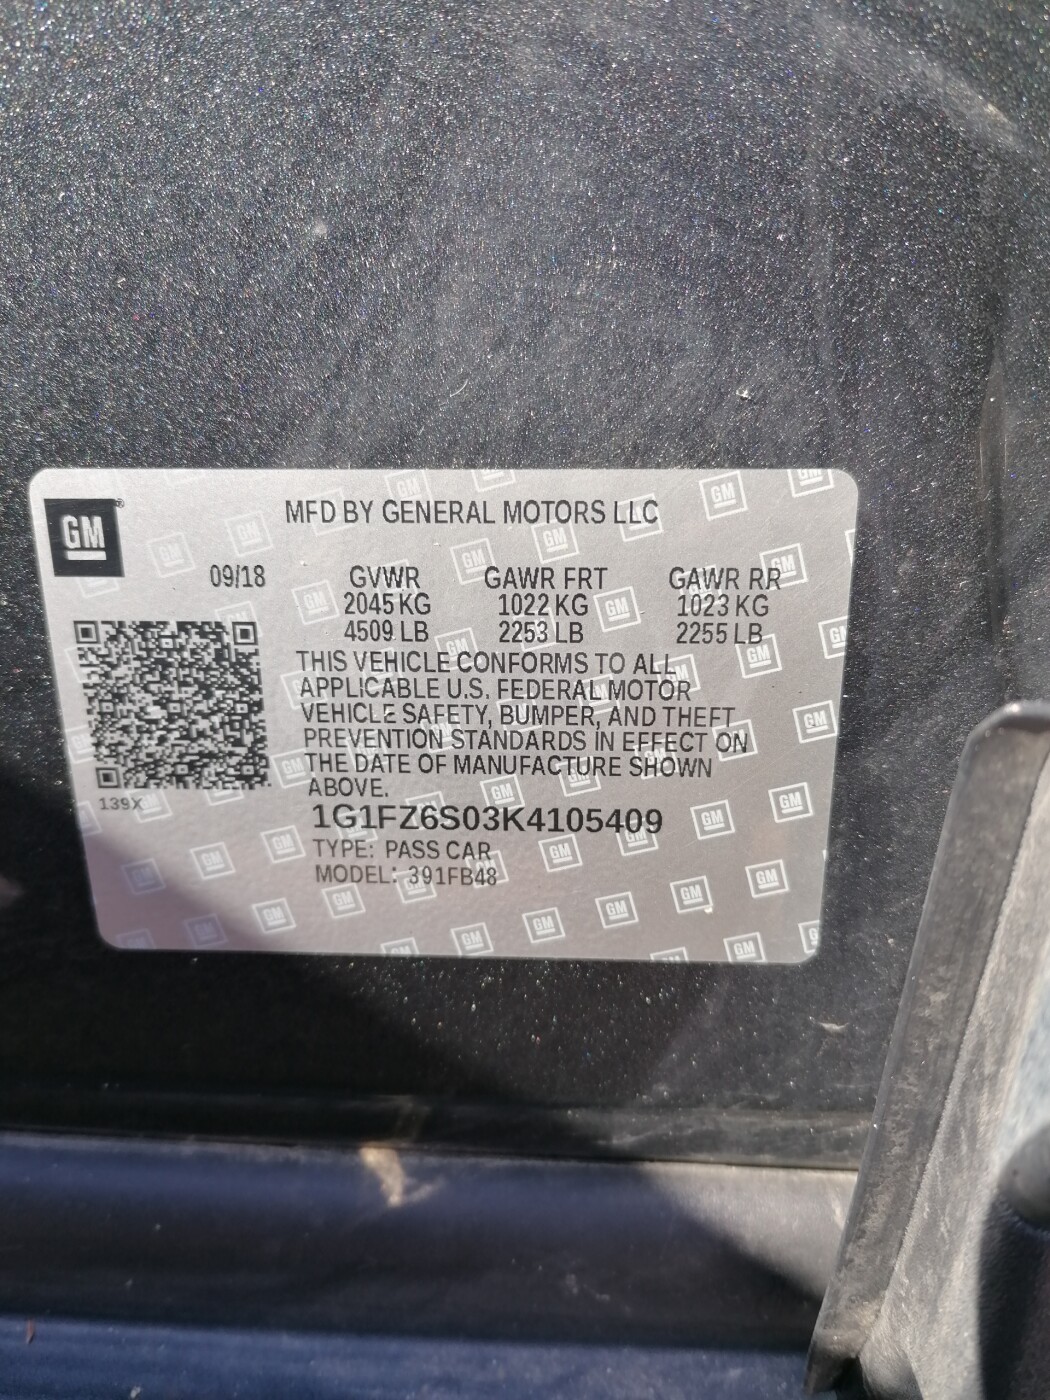 GM
MFD BY GENERAL MOTORS LLC
09/18 GVWR GAWR FRT GAWR RR
2045 KG 1022 KG 1023 KG
4509 LB 2253 LB 2255 LB
THIS VEHICLE CONFORMS TO ALL
APPLICABLE U.S. FEDERAL MOTOR
VEHICLE SAFETY, BUMPER, AND THEFT
PREVENTION STANDARDS IN EFFECT ON
THE DATE OF MANUFACTURE SHOWN
ABOVE.
139X
1G1FZ6S03K4105409
TYPE: PASS CAR
MODEL: 391FB48